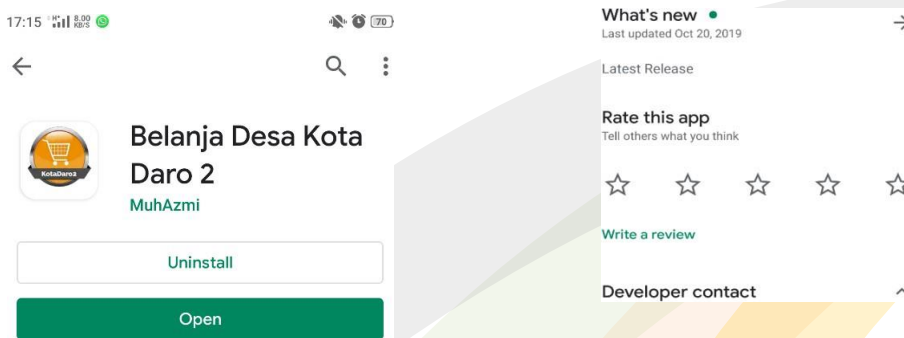 17:15 H+ 8.00 KB/S 70
Belanja Desa Kota
Daro 2
KotaDaro2
MuhAzmi
Uninstall
Open
What's new
Last updated Oct 20, 2019
Latest Release
Rate this app
Tell others what you think
Write a review
Developer contact